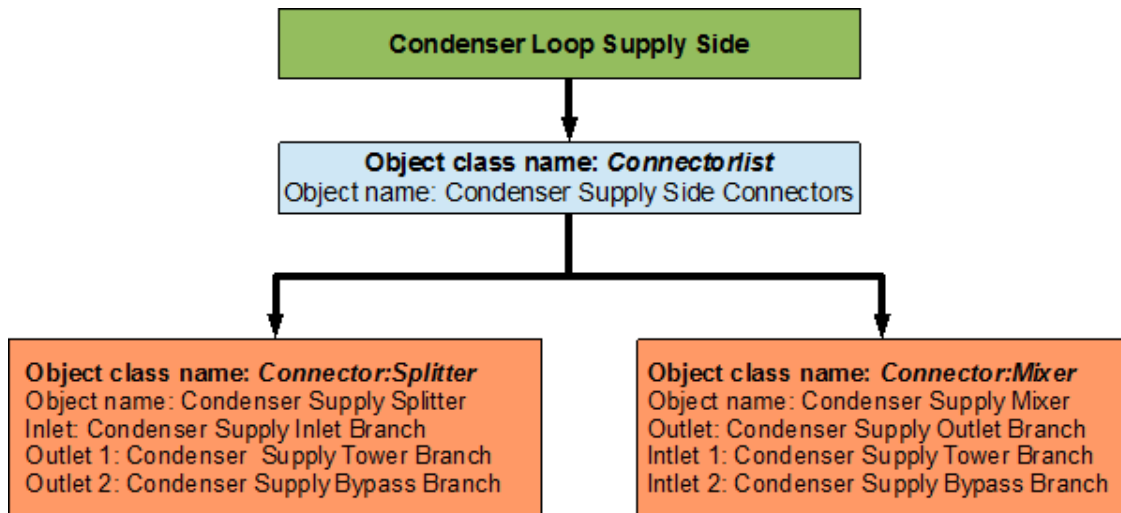 Condenser Loop Supply Side
Object class name: Connectorlist
Object name: Condenser Supply Side Connectors
Object class name: Connector:Splitter
Object name: Condenser Supply Splitter
Inlet: Condenser Supply Inlet Branch
Outlet 1: Condenser  Supply Tower Branch
Outlet 2: Condenser Supply Bypass Branch
Object class name: Connector:Mixer
Object name: Condenser Supply Mixer
Outlet: Condenser Supply Outlet Branch
Intlet 1: Condenser Supply Tower Branch
Intlet 2: Condenser Supply Bypass Branch